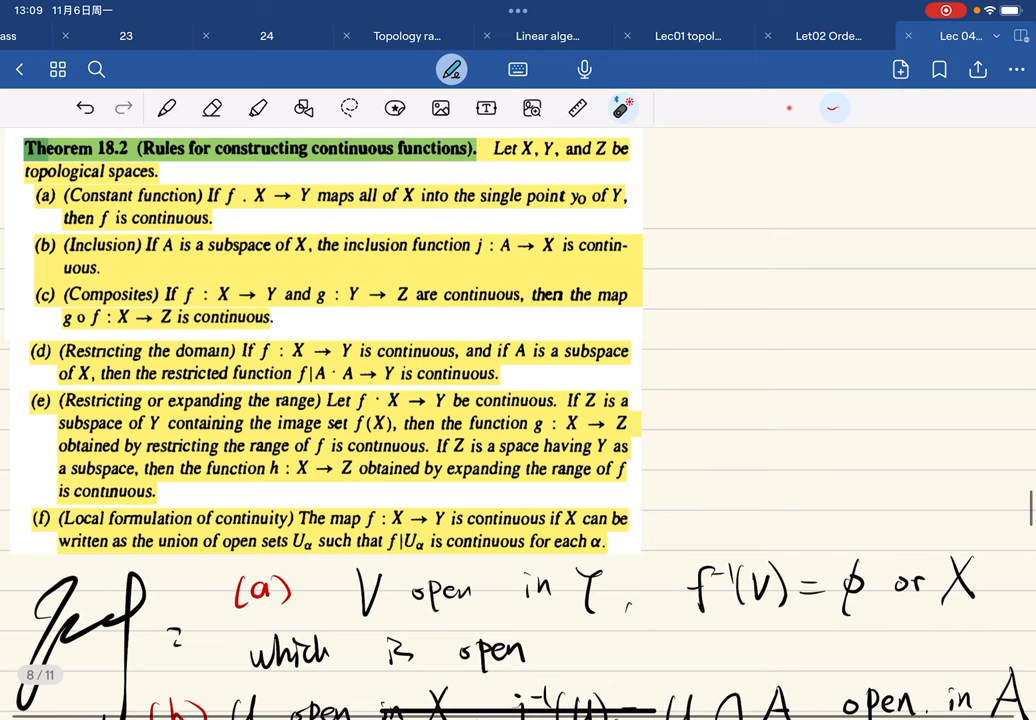 13:09 11月6日周一
ass
23
24
Topology ra...
Linear alge...
Lec01 topol...
Let02 Orde...
Lec 04...
Theorem 18.2 (Rules for constructing continuous functions). Let X, Y, and Z be
topological spaces.
(a) (Constant function) If f . X → Y maps all of X into the single point y₀ of Y,
then f is continuous.
(b) (Inclusion) If A is a subspace of X, the inclusion function j : A → X is contin-
uous.
(c) (Composites) If f : X → Y and g : Y → Z are continuous, then the map
g o f : X → Z is continuous.
(d) (Restricting the domain) If f : X → Y is continuous, and if A is a subspace
of X, then the restricted function f|A · A → Y is continuous.
(e) (Restricting or expanding the range) Let f · X → Y be continuous. If Z is a
subspace of Y containing the image set f(X), then the function g : X → Z
obtained by restricting the range of f is continuous. If Z is a space having Y as
a subspace, then the function h : X → Z obtained by expanding the range of f
is continuous.
(f) (Local formulation of continuity) The map f : X → Y is continuous if X can be
written as the union of open sets Uα such that f|Uα is continuous for each α.
(a) V open in Y, f⁻¹(V) = ϕ or X
which is open
8 / 11
(b) U open in X j⁻¹(U) = U ∩ A open in A